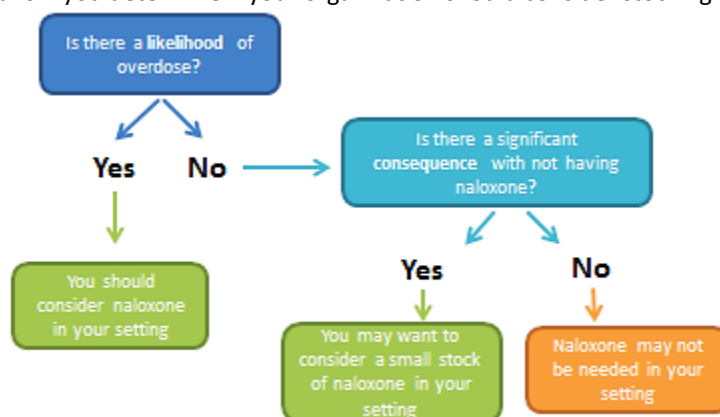 Is there a likelihood of
overdose?
Yes
No
Is there a significant
consequence with not having
naloxone?
You should
consider naloxone
in your setting
Yes
No
You may want to
consider a small stock
of naloxone in your
setting
Naloxone may not
be needed in your
setting